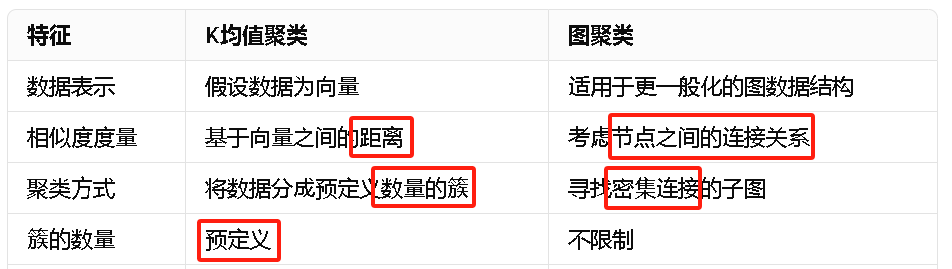 特征 K均值聚类 图聚类
数据表示 假设数据为向量 适用于更一般化的图数据结构
相似度度量 基于向量之间的距离 考虑节点之间的连接关系
聚类方式 将数据分成预定义数量的簇 寻找密集连接的子图
簇的数量 预定义 不限制